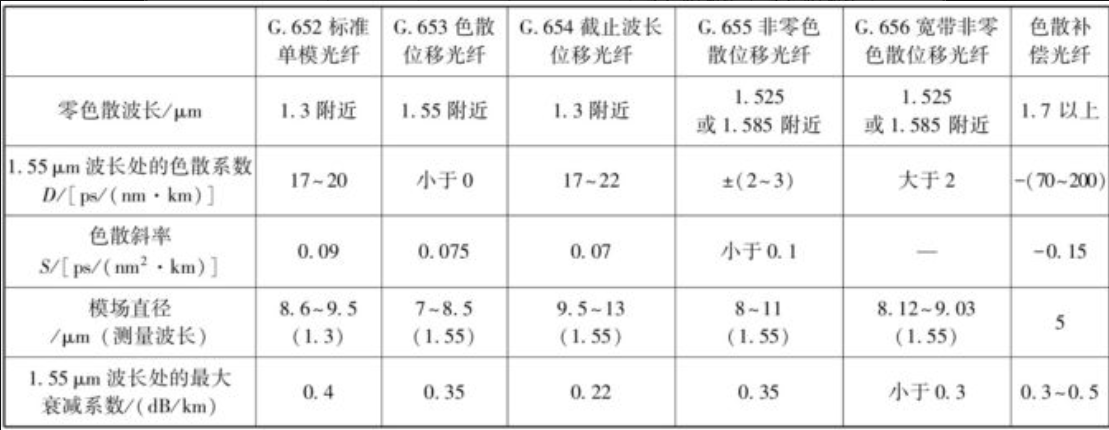 G. 652 标准 G. 653 色散 G. 654 截止波长 G. 655 非零色 G. 656 宽带非零 色散补
单模光纤 位移光纤 位移光纤 散位移光纤 色散位移光纤 偿光纤
零色散波长/μm 1.3 附近 1.55 附近 1.3 附近 1.525 或 1.585 附近 1.525 或 1.585 附近 1.7 以上
1.55 μm 波长处的色散系数
D/[ps/(nm·km)] 17~20 小于 0 17~22 ±(2~3) 大于 2 -(70~200)
色散斜率
S/[ps/(nm²·km)] 0.09 0.075 0.07 小于 0.1 — -0.15
模场直径 8.6~9.5 7~8.5 9.5~13 8~11 8.12~9.03 5
/μm (测量波长) (1.3) (1.55) (1.55) (1.55) (1.55)
1.55 μm 波长处的最大
衰减系数/(dB/km) 0.4 0.35 0.22 0.35 小于 0.3 0.3~0.5